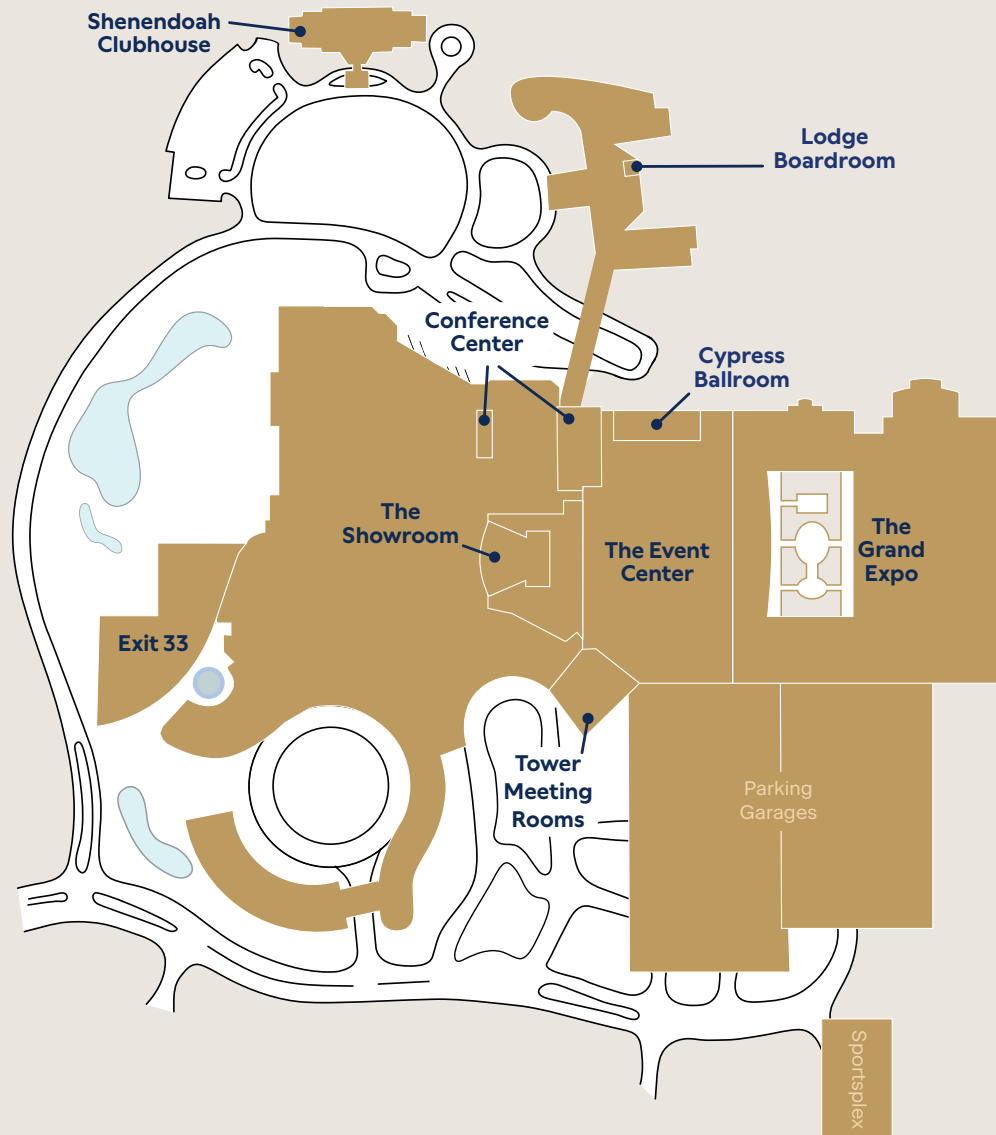 Shenendoah
Clubhouse
Lodge
Boardroom
Conference
Center
Cypress
Ballroom
The
Showroom
The Event
Center
The
Grand
Expo
Exit 33
Tower
Meeting
Rooms
Parking
Garages
Sportsplex